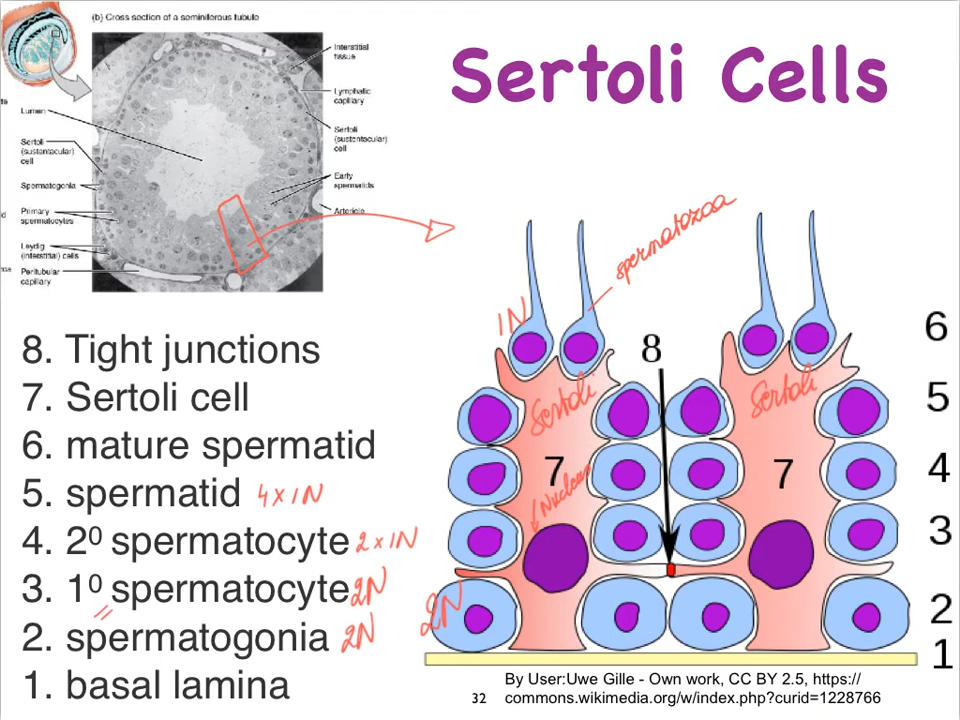 (b) Cross section of a seminiferous tubule
Sertoli Cells
Interstitial
tissue
Lymphatic
capillary
Sertoli
(sustentacular)
cell
Early
spermatids
Arteriole
Lumen
Sertoli
(sustentacular)
cell
Spermatogonia
Primary
spermatocytes
Leydig
(interstitial) cells
Peritubular
capillary
spermatozoa
1N
8
6
Sertoli
Sertoli
5
7
7
4
Nucleus
3
2N
2
1
8. Tight junctions
7. Sertoli cell
6. mature spermatid
5. spermatid 4x1N
4. 2⁰ spermatocyte 2x1N
3. 1⁰ spermatocyte 2N
2. spermatogonia 2N
1. basal lamina
32
By User:Uwe Gille - Own work, CC BY 2.5, https://
commons.wikimedia.org/w/index.php?curid=1228766